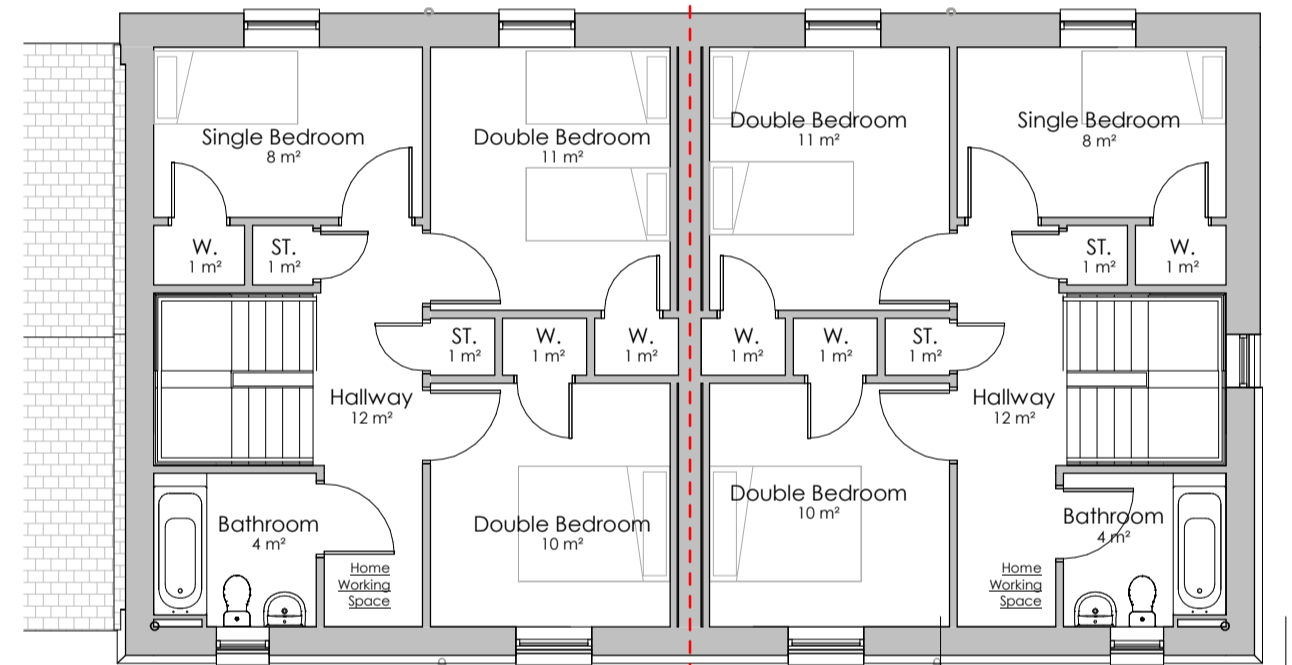 Single Bedroom
8 m²
Double Bedroom
11 m²
Double Bedroom
11 m²
Single Bedroom
8 m²
W.
1 m²
ST.
1 m²
ST.
1 m²
W.
1 m²
ST.
1 m²
W.
1 m²
W.
1 m²
W.
1 m²
W.
1 m²
ST.
1 m²
Hallway
12 m²
Hallway
12 m²
Bathroom
4 m²
Double Bedroom
10 m²
Double Bedroom
10 m²
Bathroom
4 m²
Home
Working
Space
Home
Working
Space